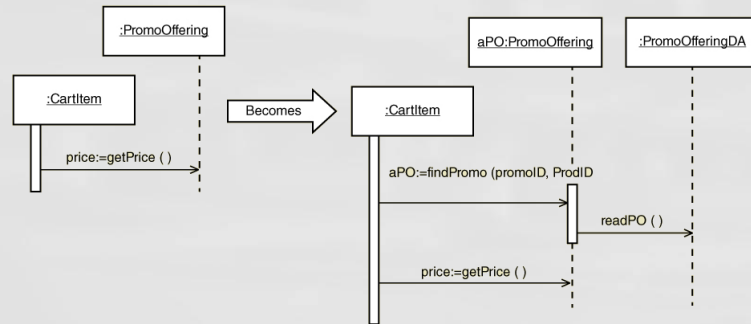 :PromoOffering
:CartItem
price:=getPrice ( )
Becomes
aPO:PromoOffering
:PromoOfferingDA
:CartItem
aPO:=findPromo (promoID, ProdID
readPO ( )
price:=getPrice ( )